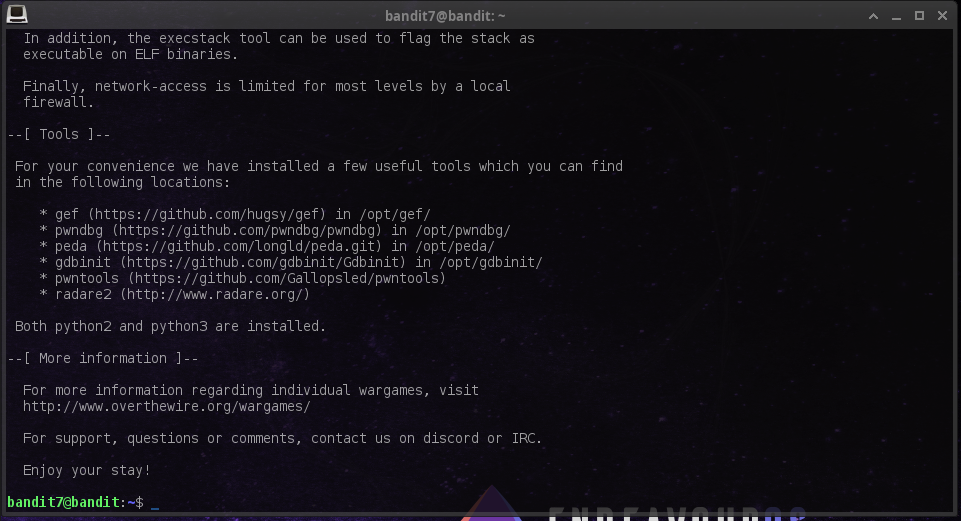 bandit7@bandit: ~
In addition, the execstack tool can be used to flag the stack as
executable on ELF binaries.
Finally, network-access is limited for most levels by a local
firewall.
--[ Tools ]--
For your convenience we have installed a few useful tools which you can find
in the following locations:
* gef (https://github.com/hugsy/gef) in /opt/gef/
* pwndbg (https://github.com/pwndbg/pwndbg) in /opt/pwndbg/
* peda (https://github.com/longld/peda.git) in /opt/peda/
* gdbinit (https://github.com/gdbinit/Gdbinit) in /opt/gdbinit/
* pwntools (https://github.com/Gallopsled/pwntools)
* radare2 (http://www.radare.org/)
Both python2 and python3 are installed.
--[ More information ]--
For more information regarding individual wargames, visit
http://www.overthewire.org/wargames/
For support, questions or comments, contact us on discord or IRC.
Enjoy your stay!
bandit7@bandit:~$ _